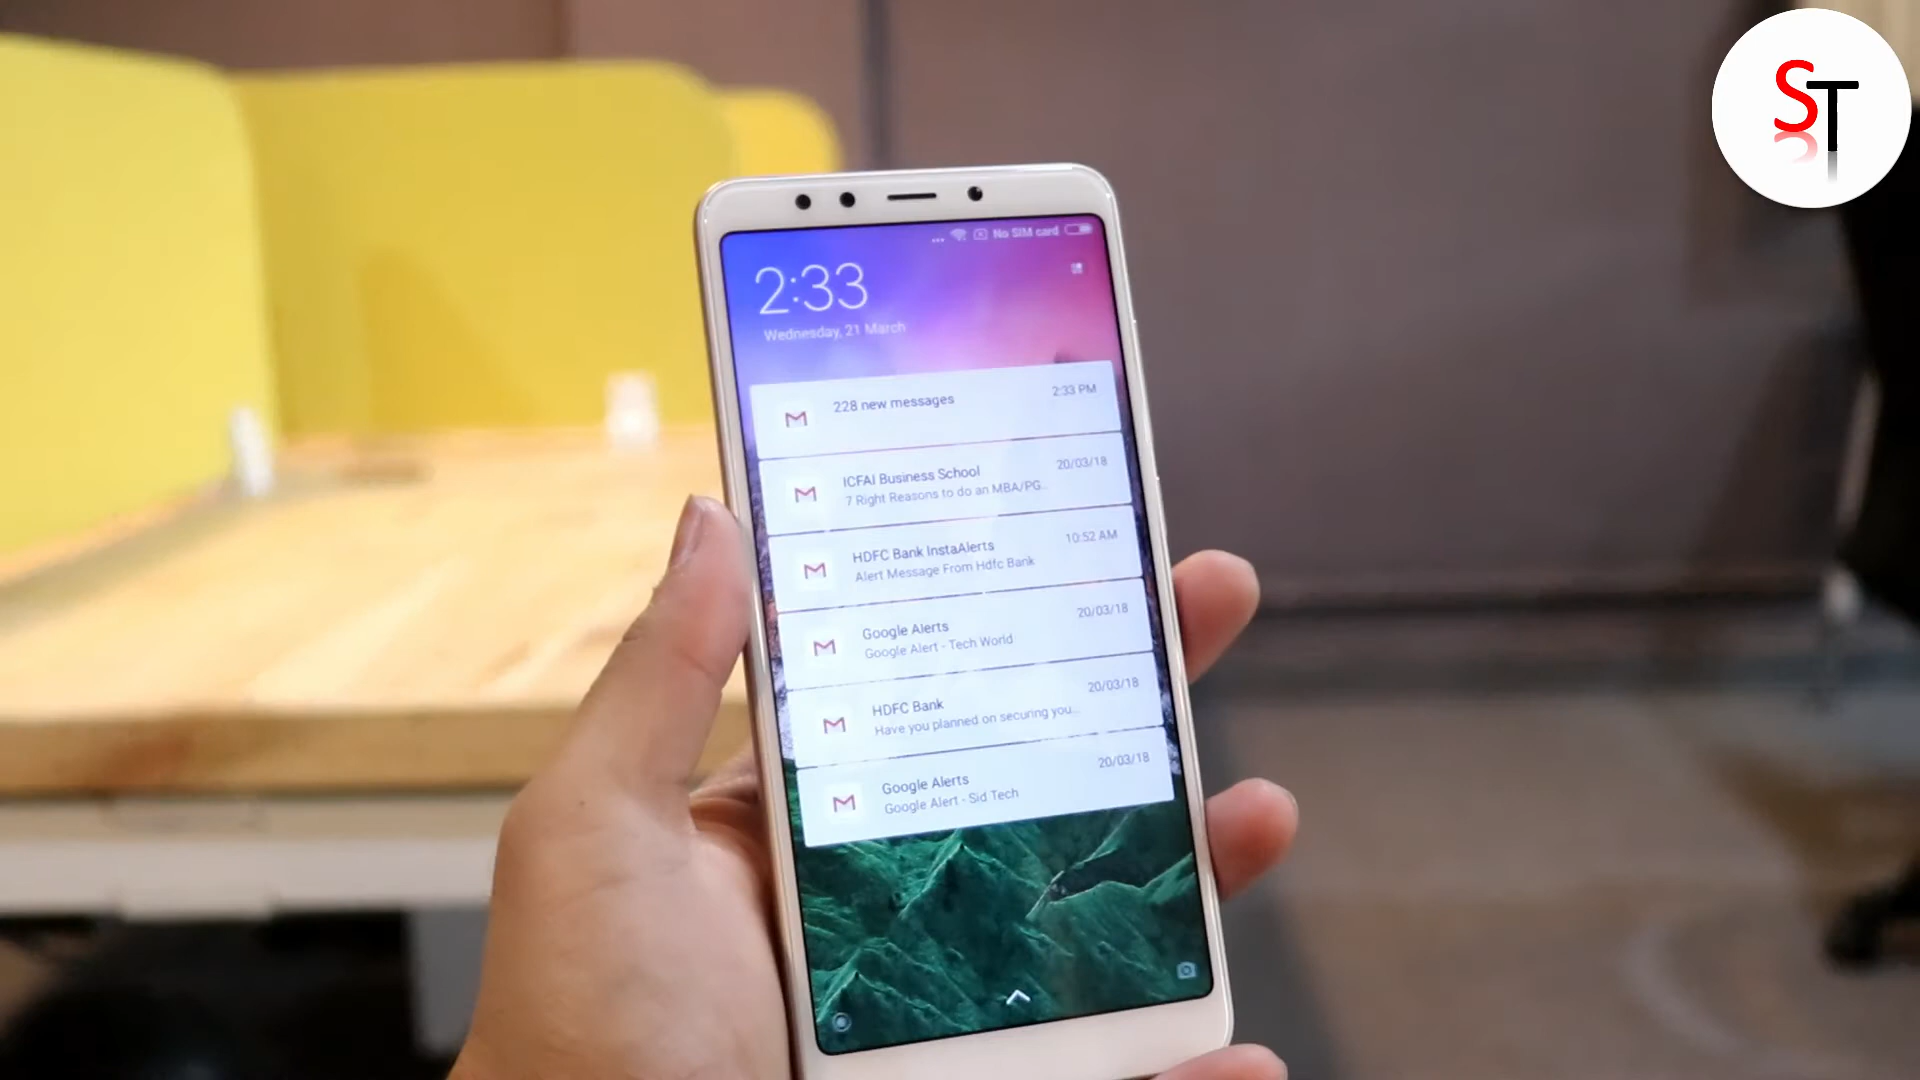 ST
No SIM card
2:33
Wednesday, 21 March
228 new messages
2:33 PM
ICFAI Business School
20/03/18
7 Right Reasons to do an MBA/PG...
HDFC Bank InstaAlerts
10:52 AM
Alert Message From Hdfc Bank
Google Alerts
20/03/18
Google Alert - Tech World
HDFC Bank
20/03/18
Have you planned on securing you...
Google Alerts
20/03/18
Google Alert - Sid Tech